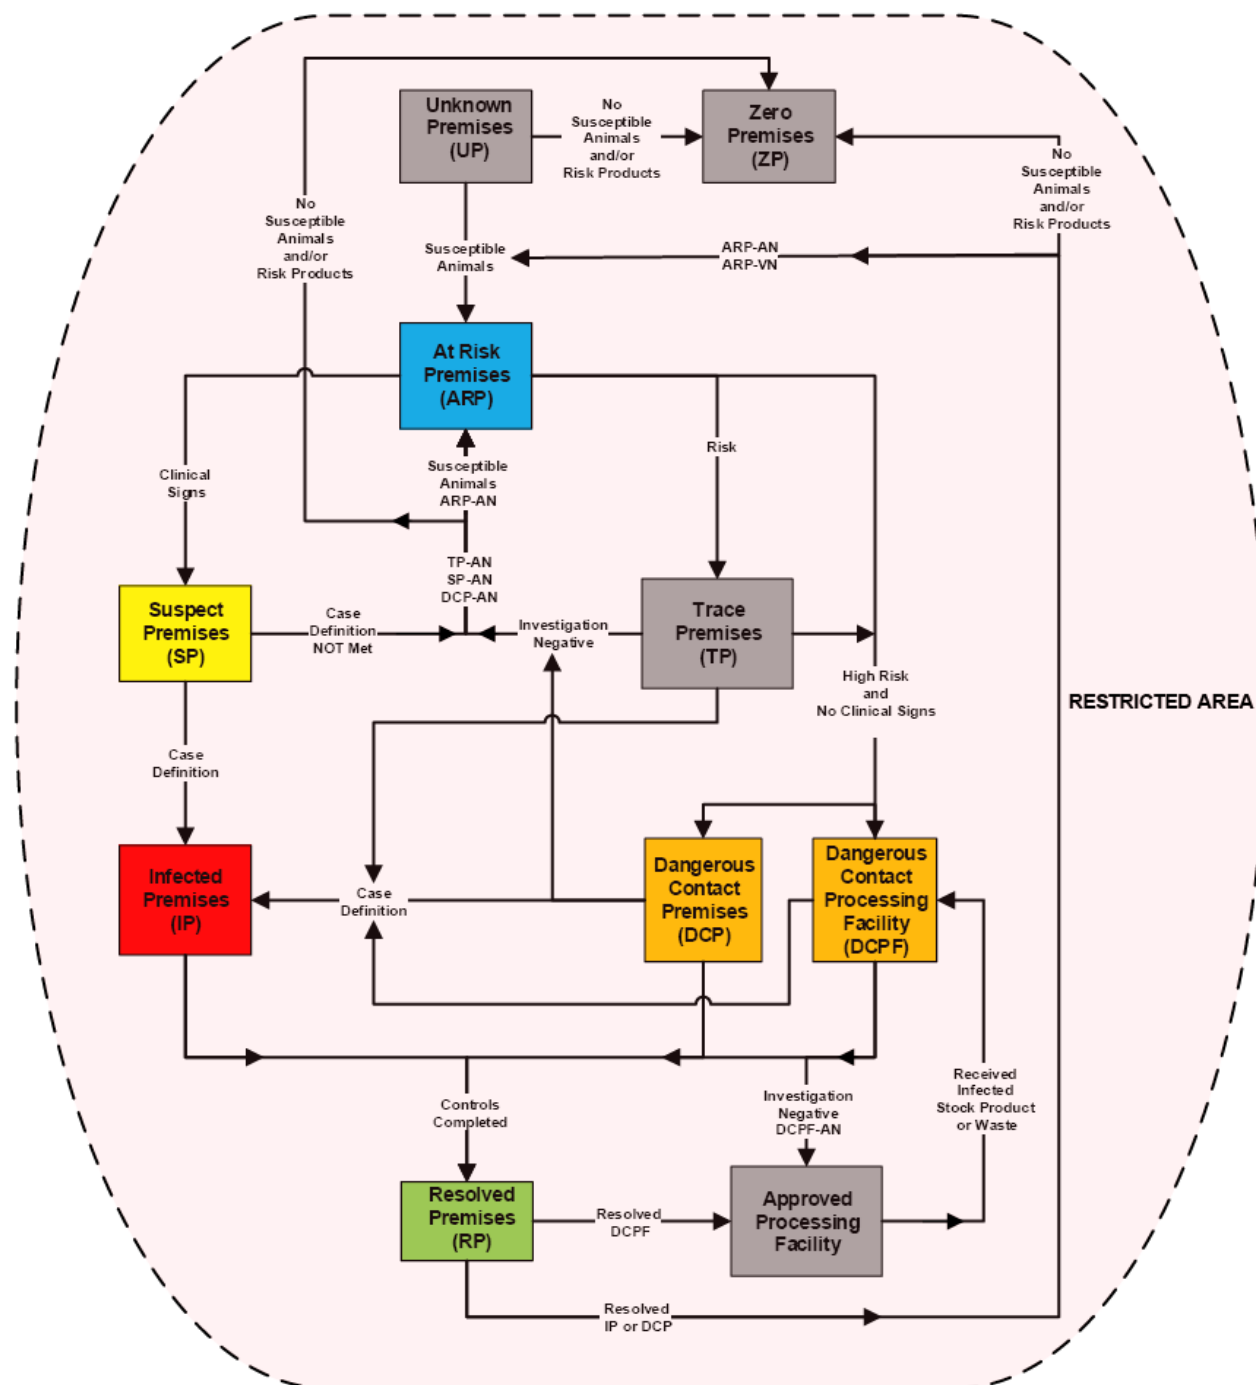 Unknown
Premises
(UP)
No
Susceptible
Animals
and/or
Risk Products
Zero
Premises
(ZP)
No
Susceptible
Animals
and/or
Risk Products
No
Susceptible
Animals
and/or
Risk Products
Susceptible
Animals
ARP-AN
ARP-VN
At Risk
Premises
(ARP)
Clinical
Signs
Susceptible
Animals
ARP-AN
Risk
TP-AN
SP-AN
DCP-AN
Suspect
Premises
(SP)
Case
Definition
NOT Met
Investigation
Negative
Trace
Premises
(TP)
High Risk
and
No Clinical Signs
RESTRICTED AREA
Case
Definition
Infected
Premises
(IP)
Case
Definition
Dangerous
Contact
Premises
(DCP)
Dangerous
Contact
Processing
Facility
(DCPF)
Controls
Completed
Investigation
Negative
DCPF-AN
Received
Infected
Stock Product
or Waste
Resolved
Premises
(RP)
Resolved
DCPF
Approved
Processing
Facility
Resolved
IP or DCP